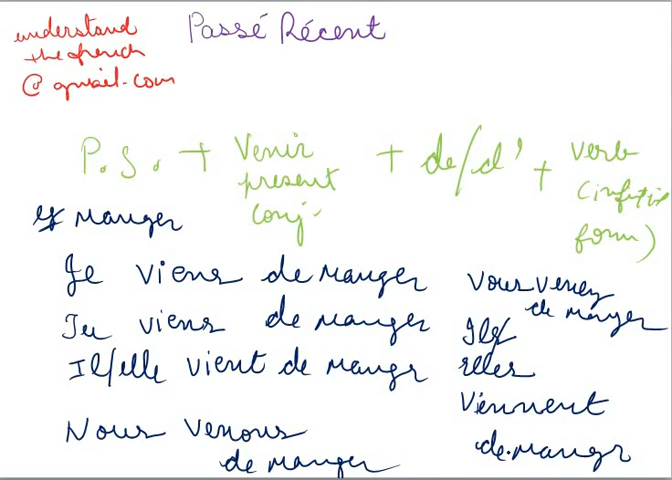 understand
the french
@ gmail.com
Passé Récent
P.S. + Venir present conj. + de/d' + verb (infinitif form)
ex manger
Je viens de manger
Tu viens de manger
Il/elle vient de manger
Nous venons
de manger
Vous venez
de manger
Ils/
elles
Viennent
de manger